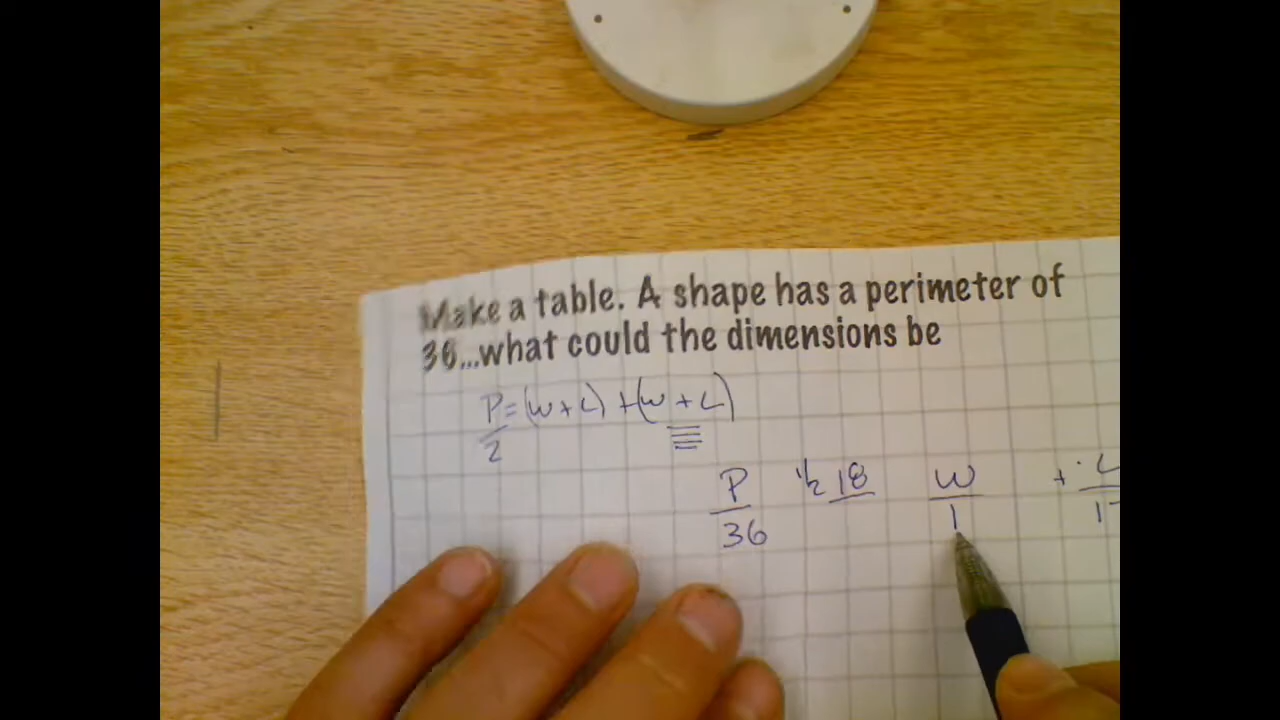 Make a table. A shape has a perimeter of
36...what could the dimensions be
P/2 = (W+L) + (W+L)
P 1/2 18 W + L
36 1